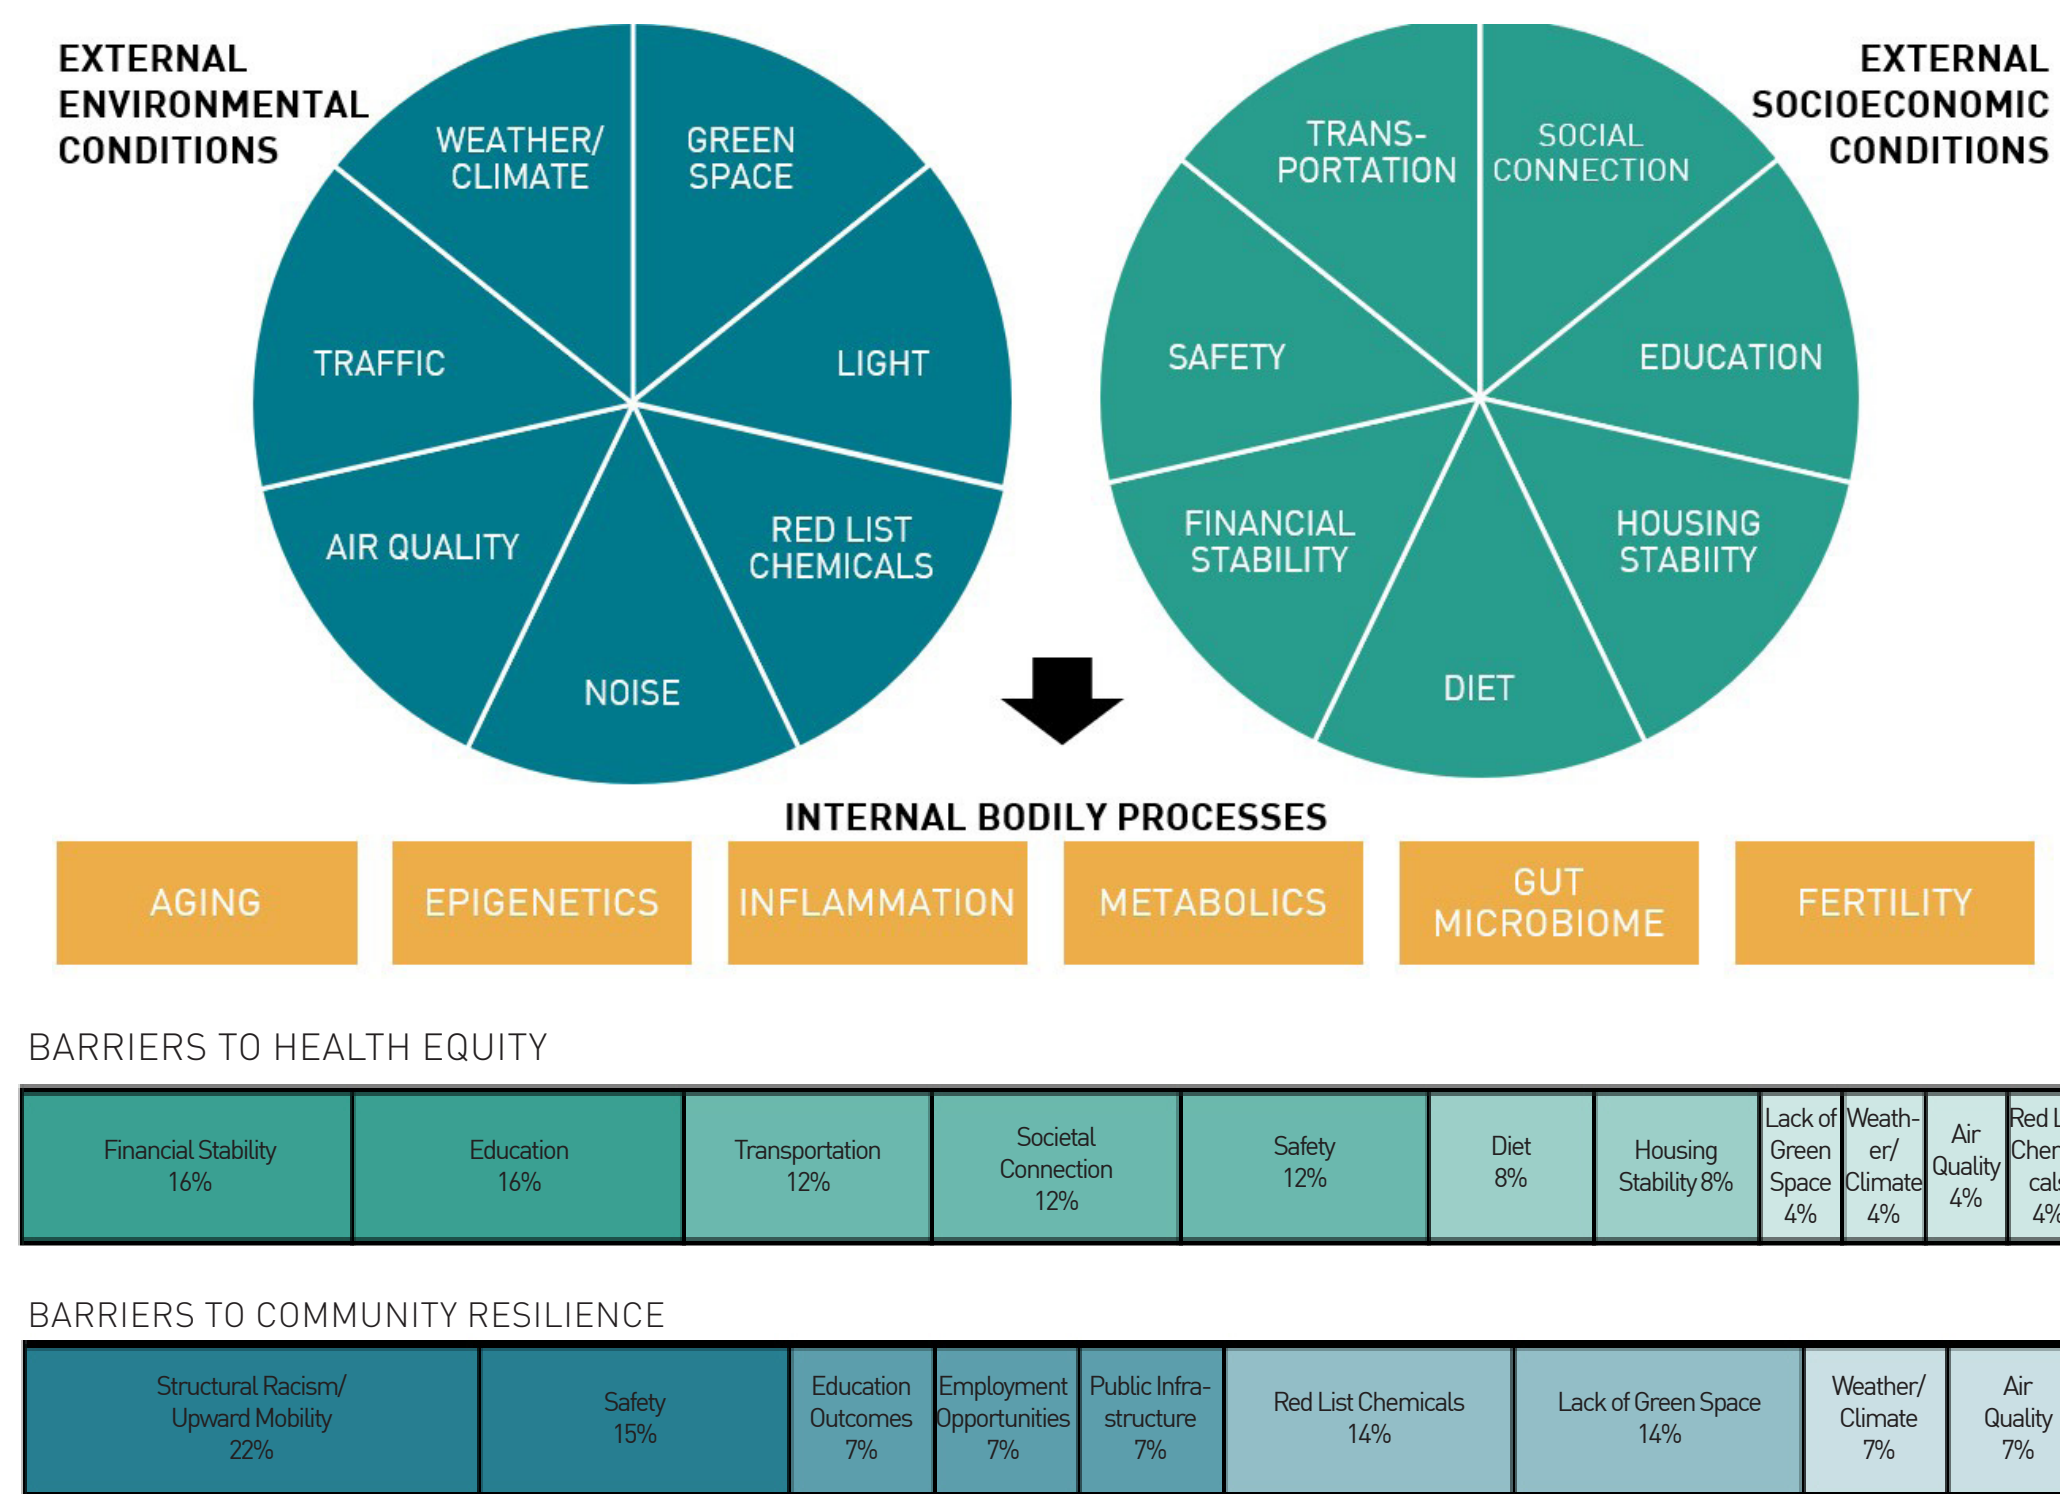 EXTERNAL
ENVIRONMENTAL
CONDITIONS
WEATHER/
CLIMATE
GREEN
SPACE
TRAFFIC
LIGHT
AIR QUALITY
RED LIST
CHEMICALS
NOISE
EXTERNAL
SOCIOECONOMIC
CONDITIONS
TRANS-
PORTATION
SOCIAL
CONNECTION
SAFETY
EDUCATION
FINANCIAL
STABILITY
HOUSING
STABIITY
DIET
INTERNAL BODILY PROCESSES
AGING
EPIGENETICS
INFLAMMATION
METABOLICS
GUT
MICROBIOME
FERTILITY
BARRIERS TO HEALTH EQUITY
Financial Stability
16%
Education
16%
Transportation
12%
Societal
Connection
12%
Safety
12%
Diet
8%
Housing
Stability 8%
Lack of
Green
Space
4%
Weath-
er/
Climate
4%
Air
Quality
4%
Red
4%
BARRIERS TO COMMUNITY RESILIENCE
Structural Racism/
Upward Mobility
22%
Safety
15%
Education
Outcomes
7%
Employment
Opportunities
7%
Public Infra-
structure
7%
Red List Chemicals
14%
Lack of Green Space
14%
Weather/
Climate
7%
Air
Quality
7%